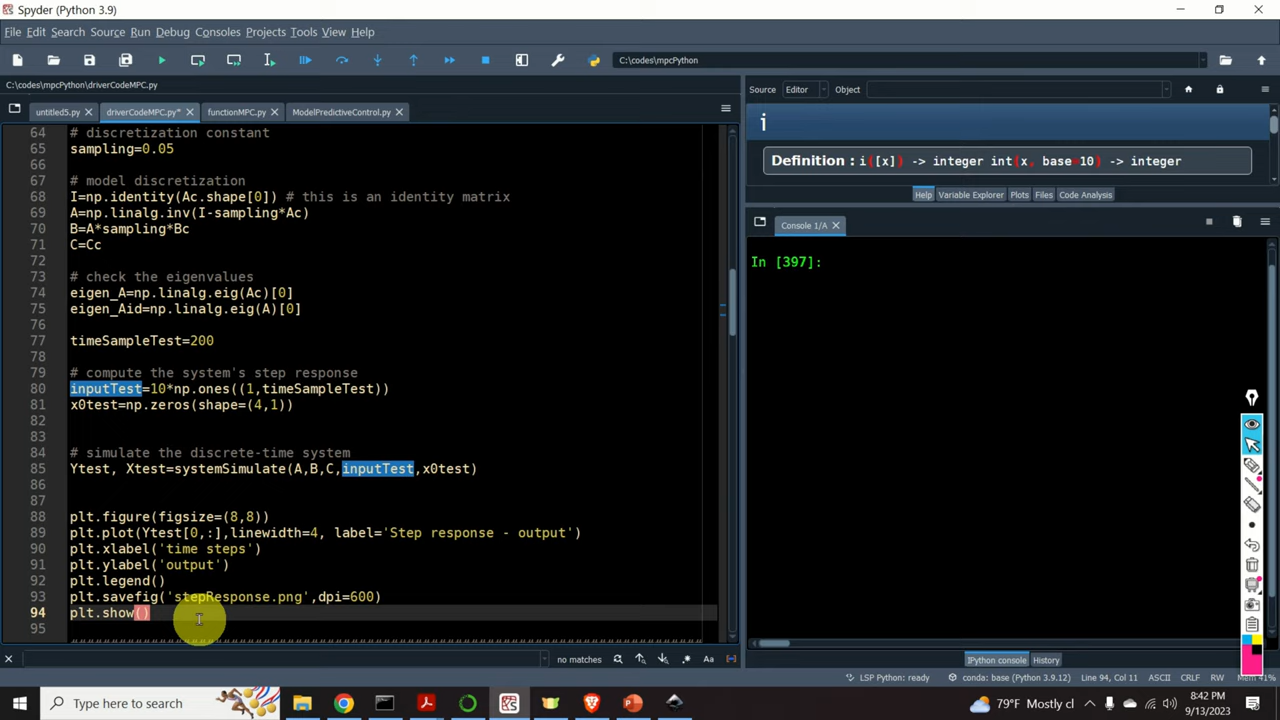 Spyder (Python 3.9)
File Edit Search Source Run Debug Consoles Projects Tools View Help
C:\codes\mpcPython
C:\codes\mpcPython\driverCodeMPC.py
untitled5.py driverCodeMPC.py* functionMPC.py ModelPredictiveControl.py
64 # discretization constant
65 sampling=0.05
66
67 # model discretization
68 I=np.identity(Ac.shape[0]) # this is an identity matrix
69 A=np.linalg.inv(I-sampling*Ac)
70 B=A*sampling*Bc
71 C=Cc
72
73 # check the eigenvalues
74 eigen_A=np.linalg.eig(Ac)[0]
75 eigen_Aid=np.linalg.eig(A)[0]
76
77 timeSampleTest=200
78
79 # compute the system's step response
80 inputTest=10*np.ones((1,timeSampleTest))
81 x0test=np.zeros(shape=(4,1))
82
83
84 # simulate the discrete-time system
85 Ytest, Xtest=systemSimulate(A,B,C,inputTest,x0test)
86
87
88 plt.figure(figsize=(8,8))
89 plt.plot(Ytest[0,:],linewidth=4, label='Step response - output')
90 plt.xlabel('time steps')
91 plt.ylabel('output')
92 plt.legend()
93 plt.savefig('stepResponse.png',dpi=600)
94 plt.show()
95
no matches Aa
Source Editor Object
i
Definition : i([x]) -> integer int(x, base=10) -> integer
Help Variable Explorer Plots Files Code Analysis
Console 1/A
In [397]:
IPython console History
LSP Python: ready conda: base (Python 3.9.12) Line 94, Col 11 ASCII CRLF RW Mem 41%
Type here to search
79°F Mostly cl
8:42 PM
9/13/2023